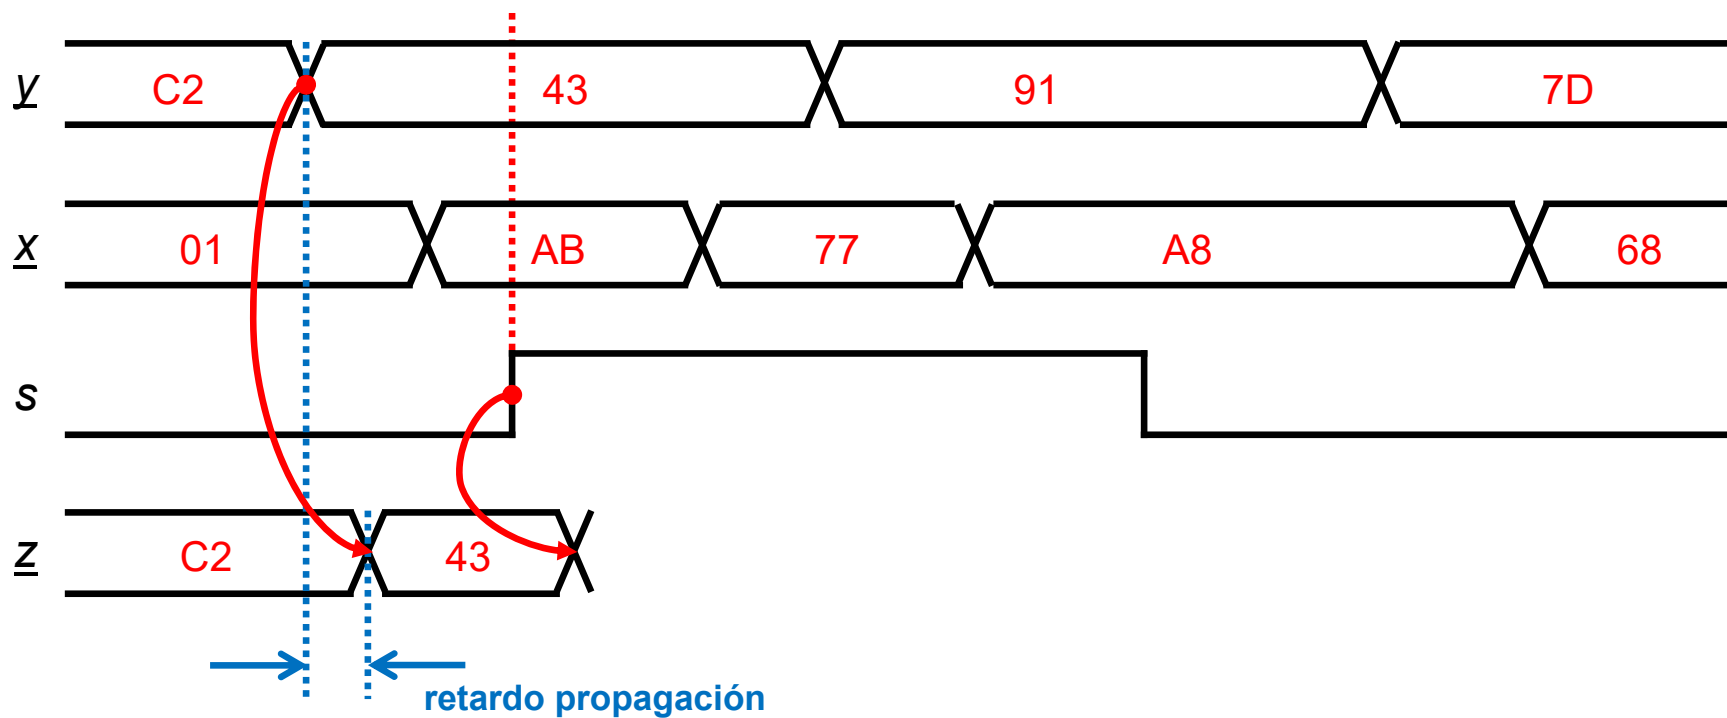 y C2 43 91 7D
x 01 AB 77 A8 68
s
z C2 43
retardo propagación